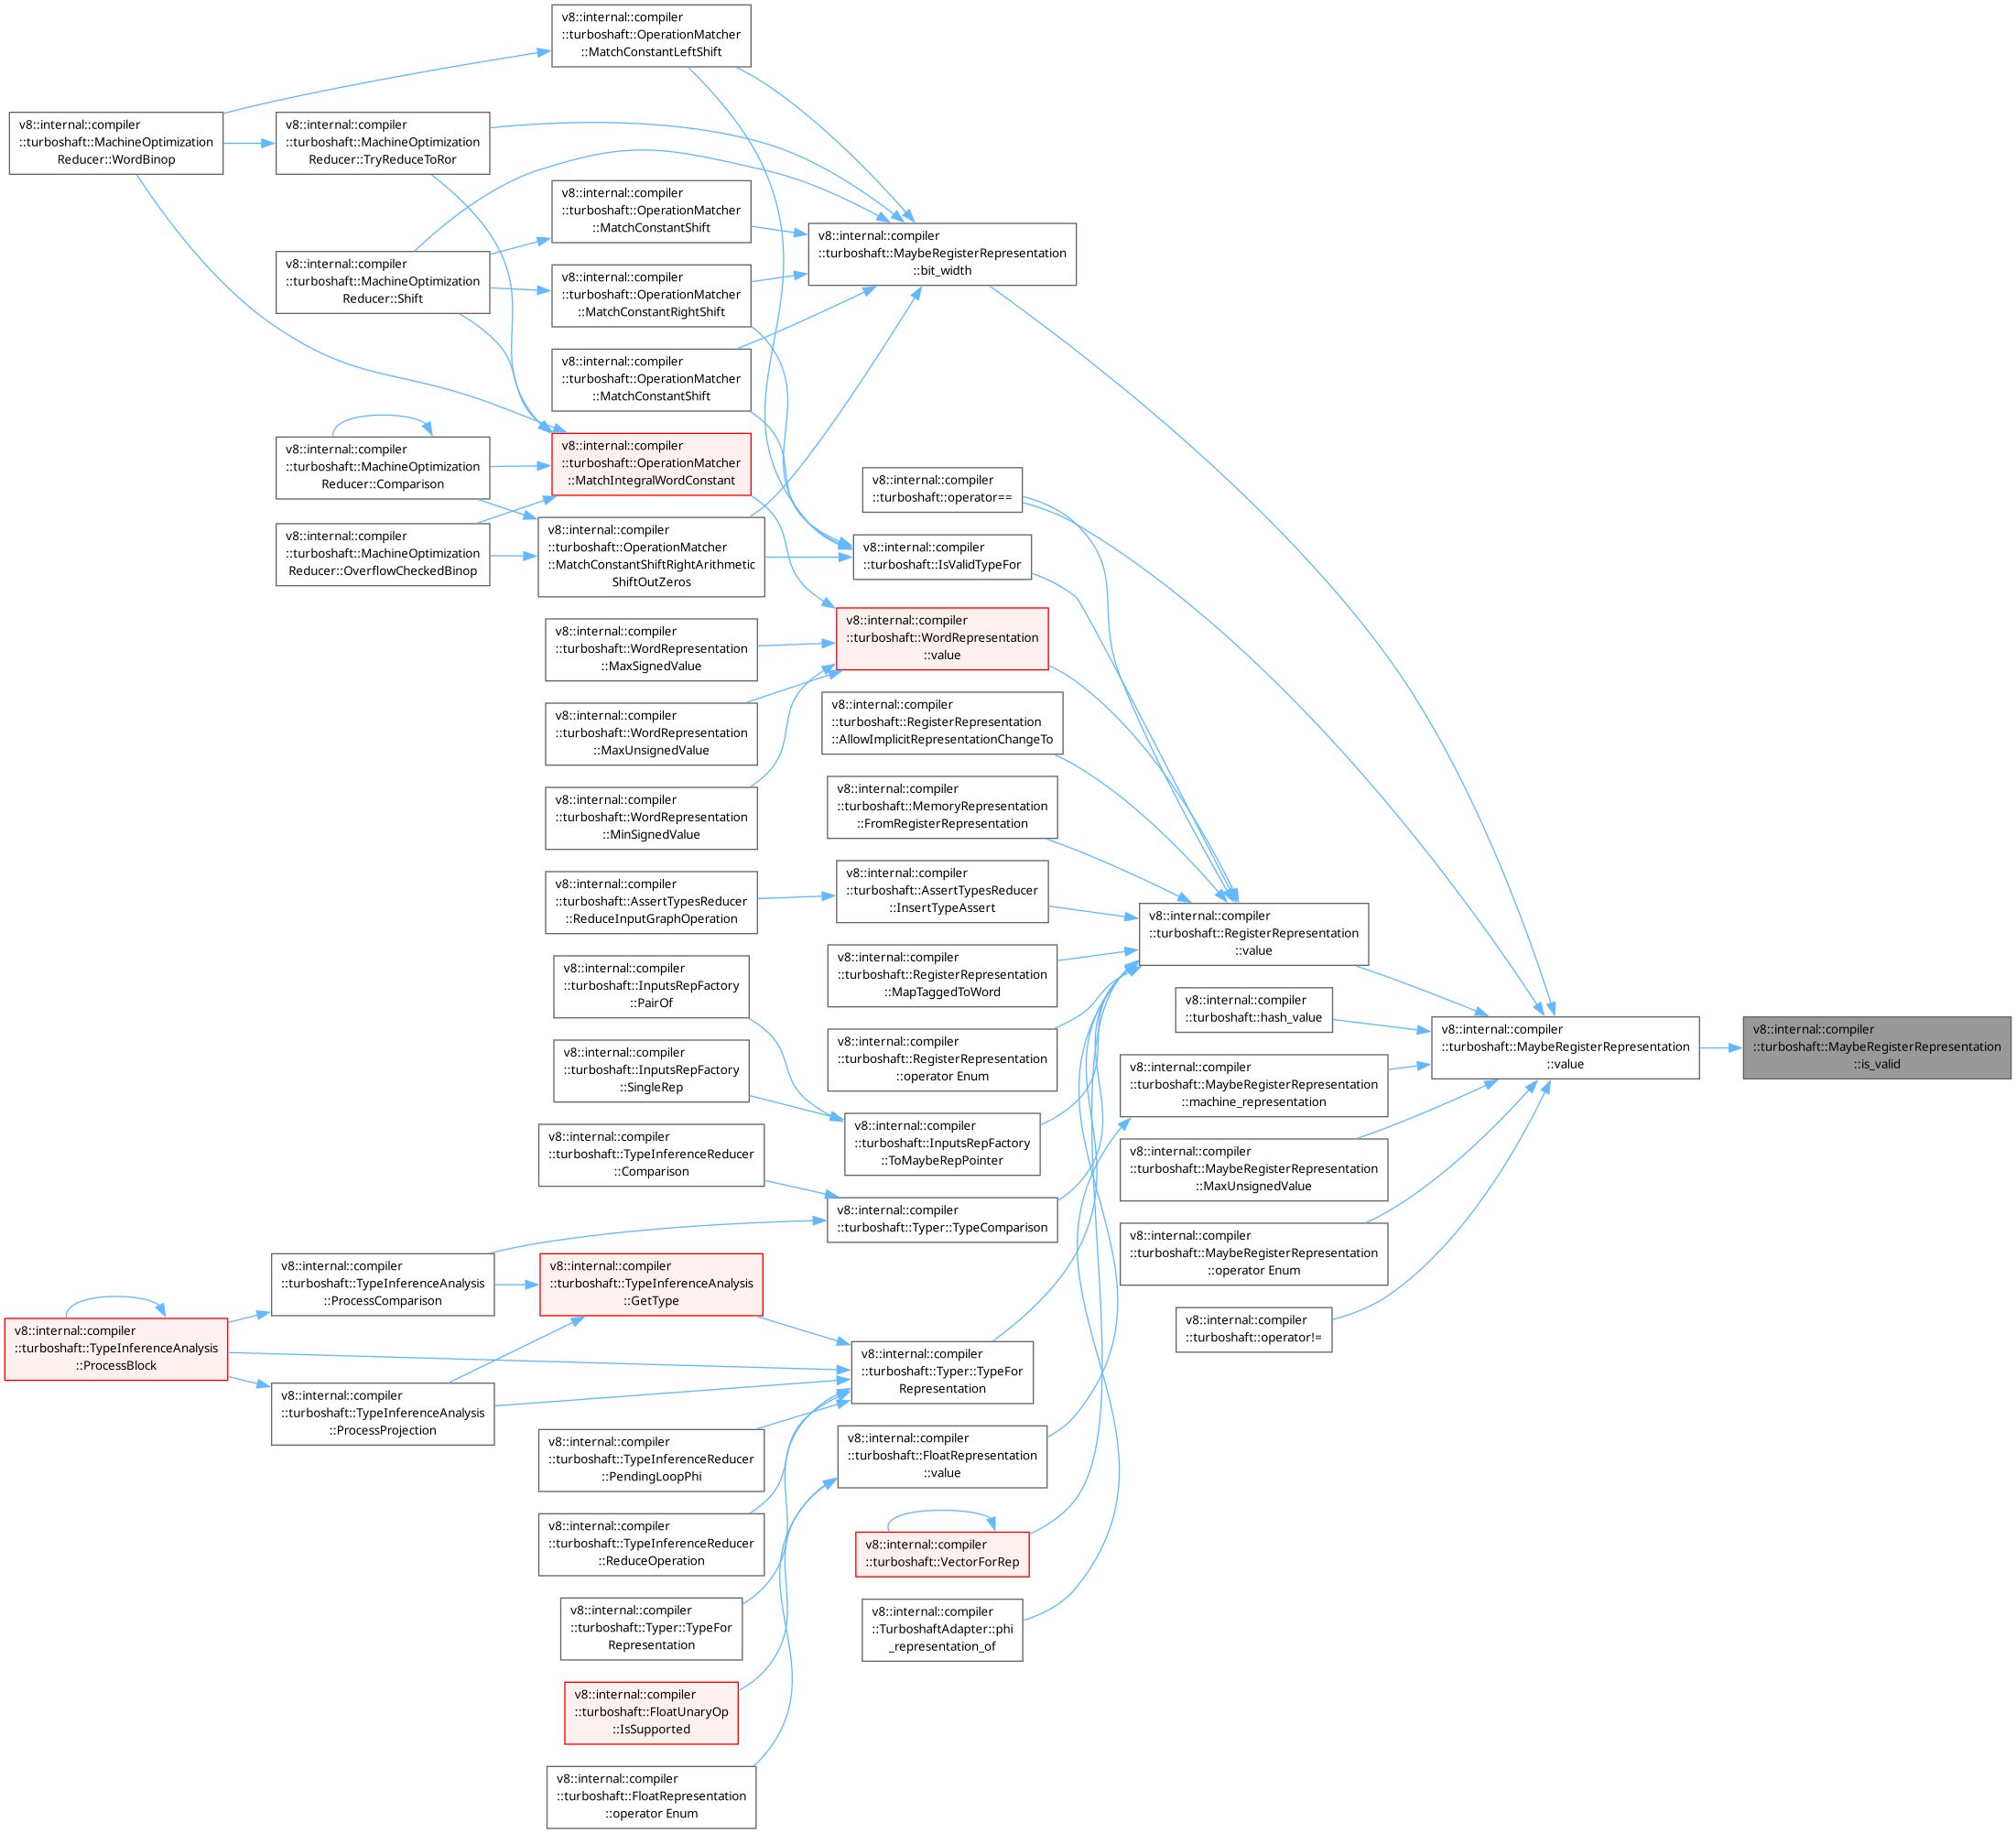 v8::internal::compiler
::turboshaft::OperationMatcher
::MatchConstantLeftShift
v8::internal::compiler
::turboshaft::MachineOptimization
Reducer::WordBinop
v8::internal::compiler
::turboshaft::MachineOptimization
Reducer::TryReduceToRor
v8::internal::compiler
::turboshaft::OperationMatcher
::MatchConstantShift
v8::internal::compiler
::turboshaft::MaybeRegisterRepresentation
::bit_width
v8::internal::compiler
::turboshaft::MachineOptimization
Reducer::Shift
v8::internal::compiler
::turboshaft::OperationMatcher
::MatchConstantRightShift
v8::internal::compiler
::turboshaft::OperationMatcher
::MatchConstantShift
v8::internal::compiler
::turboshaft::OperationMatcher
::MatchIntegralWordConstant
v8::internal::compiler
::turboshaft::MachineOptimization
Reducer::Comparison
v8::internal::compiler
::turboshaft::operator==
v8::internal::compiler
::turboshaft::MachineOptimization
Reducer::OverflowCheckedBinop
v8::internal::compiler
::turboshaft::OperationMatcher
::MatchConstantShiftRightArithmetic
ShiftOutZeros
v8::internal::compiler
::turboshaft::IsValidTypeFor
v8::internal::compiler
::turboshaft::WordRepresentation
::value
v8::internal::compiler
::turboshaft::WordRepresentation
::MaxSignedValue
v8::internal::compiler
::turboshaft::RegisterRepresentation
::AllowImplicitRepresentationChangeTo
v8::internal::compiler
::turboshaft::WordRepresentation
::MaxUnsignedValue
v8::internal::compiler
::turboshaft::MemoryRepresentation
::FromRegisterRepresentation
v8::internal::compiler
::turboshaft::WordRepresentation
::MinSignedValue
v8::internal::compiler
::turboshaft::AssertTypesReducer
::InsertTypeAssert
v8::internal::compiler
::turboshaft::AssertTypesReducer
::ReduceInputGraphOperation
v8::internal::compiler
::turboshaft::RegisterRepresentation
::value
v8::internal::compiler
::turboshaft::RegisterRepresentation
::MapTaggedToWord
v8::internal::compiler
::turboshaft::InputsRepFactory
::PairOf
v8::internal::compiler
::turboshaft::hash_value
v8::internal::compiler
::turboshaft::MaybeRegisterRepresentation
::value
v8::internal::compiler
::turboshaft::MaybeRegisterRepresentation
::is_valid
v8::internal::compiler
::turboshaft::RegisterRepresentation
::operator Enum
v8::internal::compiler
::turboshaft::InputsRepFactory
::SingleRep
v8::internal::compiler
::turboshaft::MaybeRegisterRepresentation
::machine_representation
v8::internal::compiler
::turboshaft::InputsRepFactory
::ToMaybeRepPointer
v8::internal::compiler
::turboshaft::TypeInferenceReducer
::Comparison
v8::internal::compiler
::turboshaft::MaybeRegisterRepresentation
::MaxUnsignedValue
v8::internal::compiler
::turboshaft::Typer::TypeComparison
v8::internal::compiler
::turboshaft::MaybeRegisterRepresentation
::operator Enum
v8::internal::compiler
::turboshaft::TypeInferenceAnalysis
::ProcessComparison
v8::internal::compiler
::turboshaft::TypeInferenceAnalysis
::GetType
v8::internal::compiler
::turboshaft::operator!=
v8::internal::compiler
::turboshaft::TypeInferenceAnalysis
::ProcessBlock
v8::internal::compiler
::turboshaft::Typer::TypeFor
Representation
v8::internal::compiler
::turboshaft::TypeInferenceAnalysis
::ProcessProjection
v8::internal::compiler
::turboshaft::TypeInferenceReducer
::PendingLoopPhi
v8::internal::compiler
::turboshaft::FloatRepresentation
::value
v8::internal::compiler
::turboshaft::TypeInferenceReducer
::ReduceOperation
v8::internal::compiler
::turboshaft::VectorForRep
v8::internal::compiler
::turboshaft::Typer::TypeFor
Representation
v8::internal::compiler
::TurboshaftAdapter::phi
_representation_of
v8::internal::compiler
::turboshaft::FloatUnaryOp
::IsSupported
v8::internal::compiler
::turboshaft::FloatRepresentation
::operator Enum